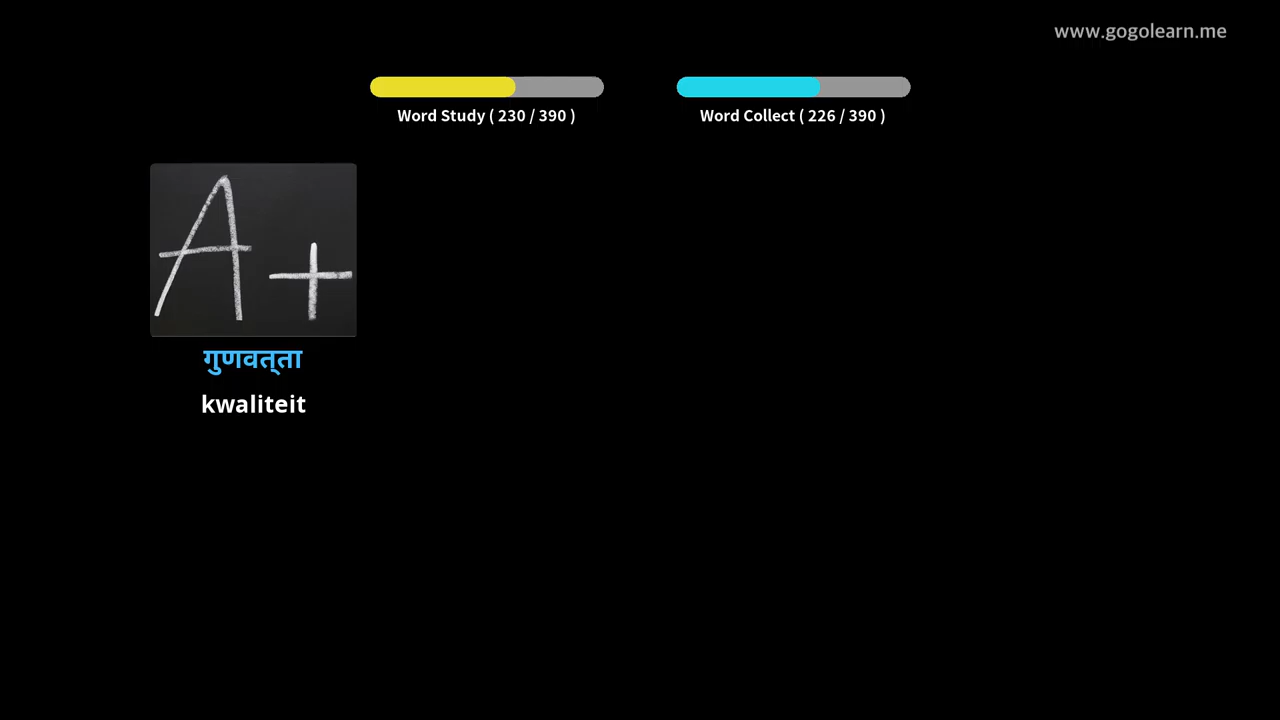 www.gogolearn.me
Word Study ( 230 / 390 )
Word Collect ( 226 / 390 )
A+
गुणवत्ता
kwaliteit